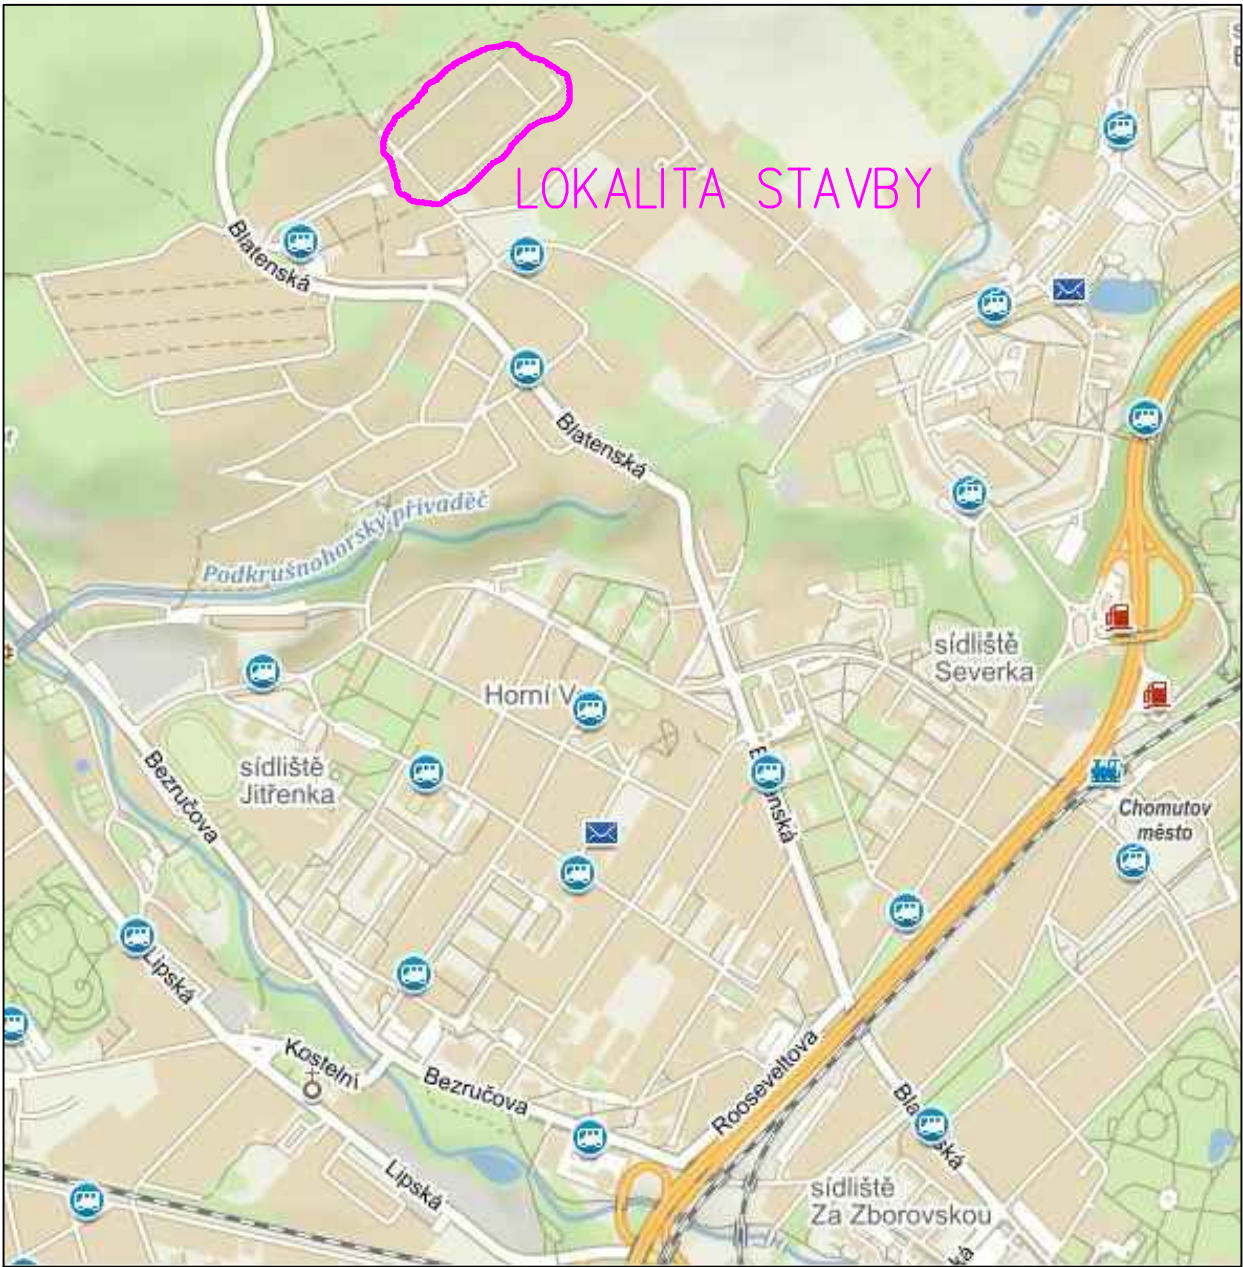 LOKALITA STAVBY
Blatenská
Blatenská
Podkrušnohorský přivaděč
sídliště
Severka
Horní V
Bezručova
sídliště
Jitřenka
Chomutov
město
Lipská
Kostelní
Bezručova
Rooseveltova
Lipská
sídliště
Za Zborovskou